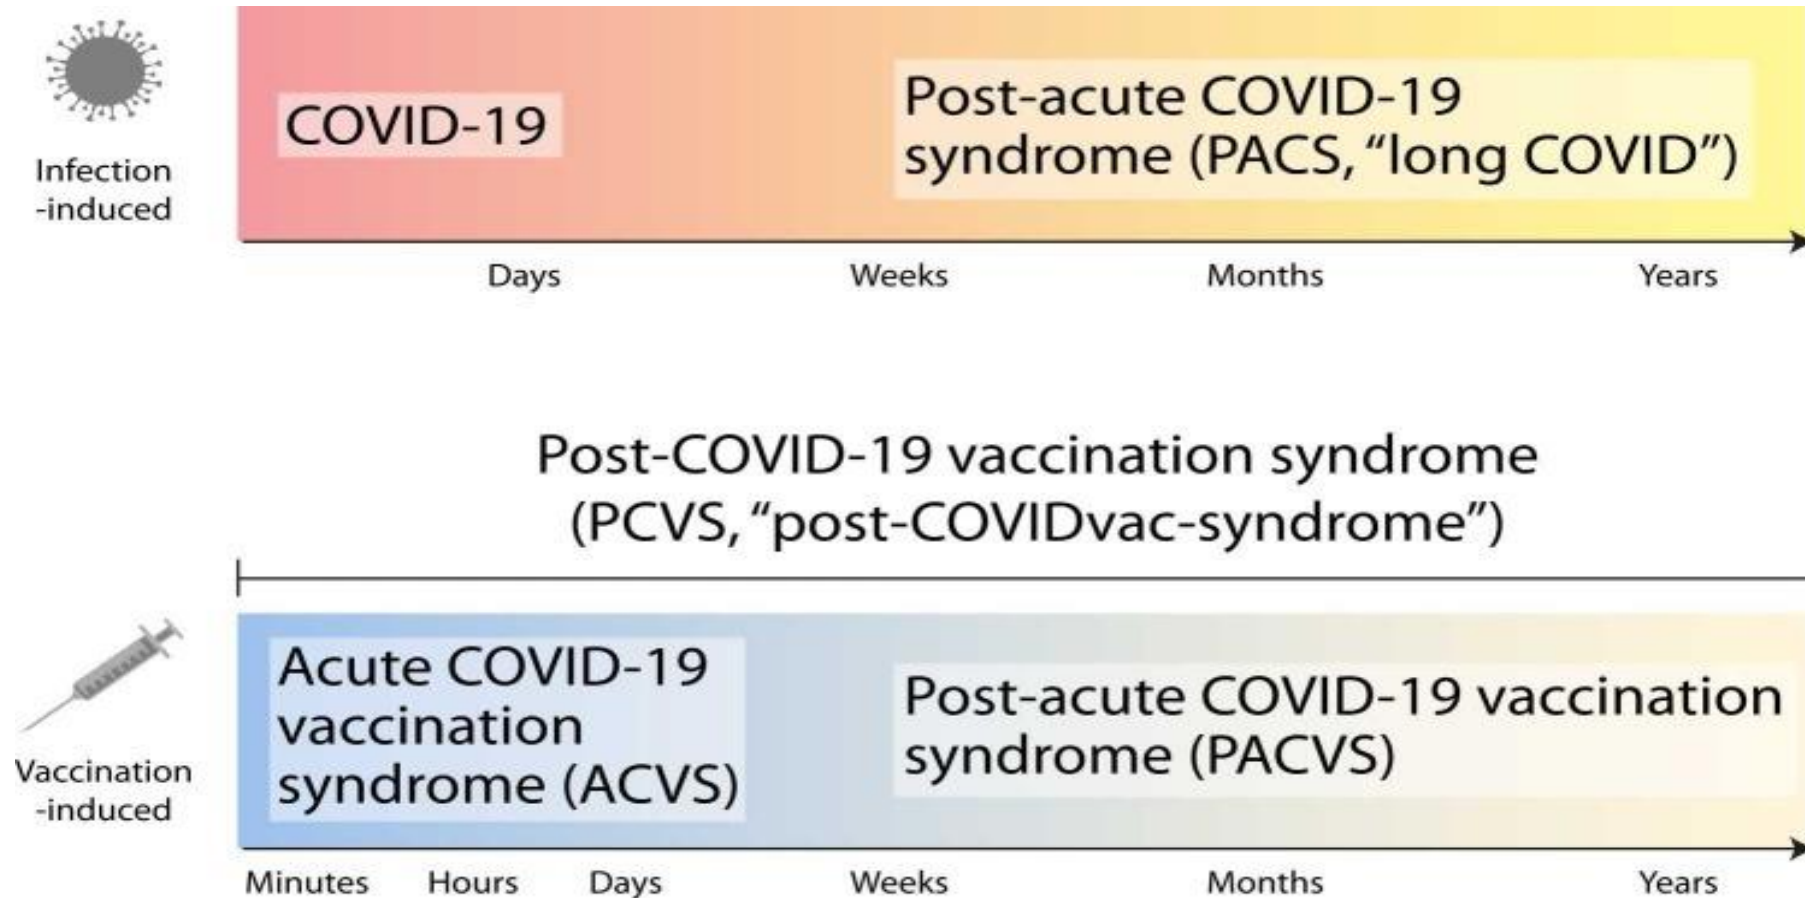 Infection
-induced
COVID-19
Post-acute COVID-19
syndrome (PACS, “long COVID”)
Days
Weeks
Months
Years
Post-COVID-19 vaccination syndrome
(PCVS, “post-COVIDvac-syndrome”)
Vaccination
-induced
Acute COVID-19
vaccination
syndrome (ACVS)
Post-acute COVID-19 vaccination
syndrome (PACVS)
Minutes
Hours
Days
Weeks
Months
Years